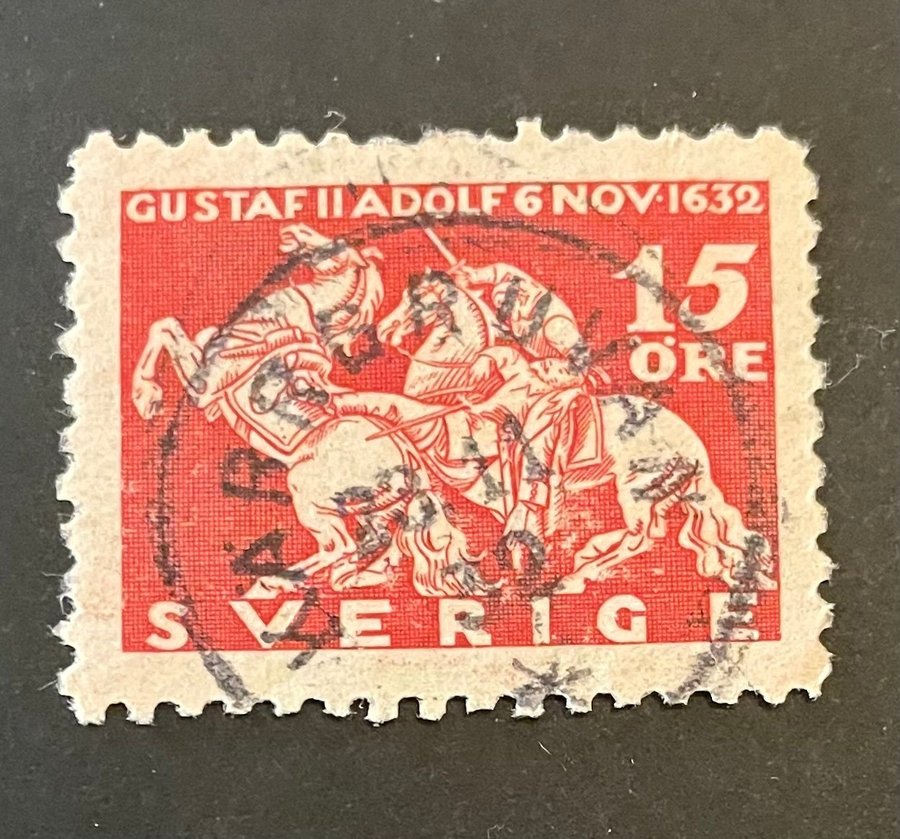 GUSTAF II ADOLF 6 NOV·1632
15
ÖRE
SVERIGE